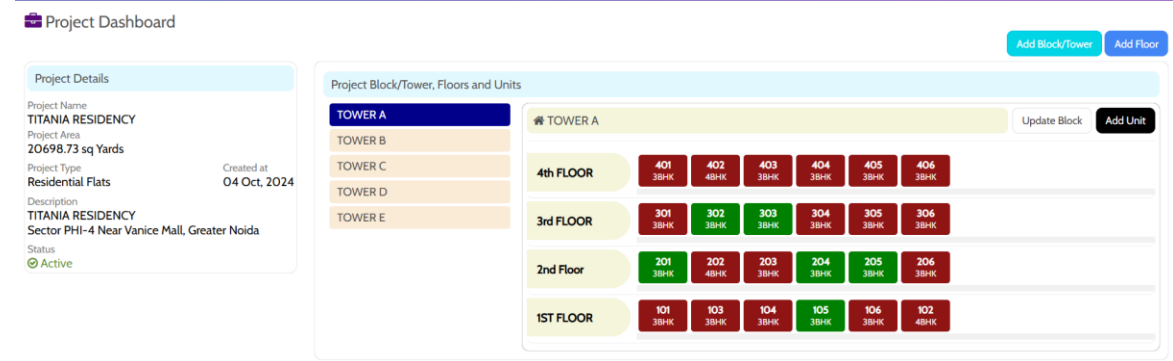 Project Dashboard
Add Block/Tower Add Floor
Project Details
Project Name
TITANIA RESIDENCY
Project Area
20698.73 sq Yards
Project Type Created at
Residential Flats 04 Oct, 2024
Description
TITANIA RESIDENCY
Sector PHI-4 Near Vanice Mall, Greater Noida
Status
Active
Project Block/Tower, Floors and Units
TOWER A
TOWER B
TOWER C
TOWER D
TOWER E
TOWER A Update Block Add Unit
4th FLOOR
401 402 403 404 405 406
3BHK 4BHK 3BHK 3BHK 3BHK 3BHK
3rd FLOOR
301 302 303 304 305 306
3BHK 3BHK 3BHK 3BHK 3BHK 3BHK
2nd Floor
201 202 203 204 205 206
3BHK 4BHK 3BHK 3BHK 3BHK 3BHK
1ST FLOOR
101 103 104 105 106 102
3BHK 3BHK 3BHK 3BHK 3BHK 4BHK